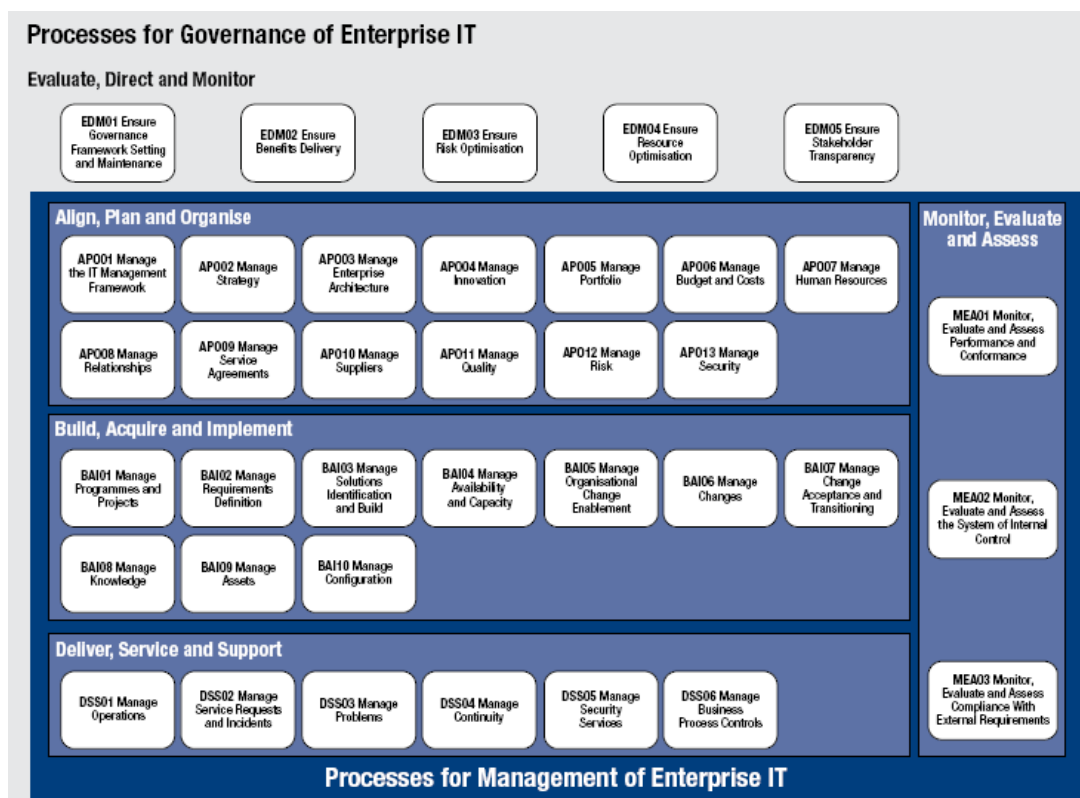 Processes for Governance of Enterprise IT
Evaluate, Direct and Monitor
EDM01 Ensure
Governance
Framework Setting
and Maintenance
EDM02 Ensure
Benefits Delivery
EDM03 Ensure
Risk Optimisation
EDM04 Ensure
Resource
Optimisation
EDM05 Ensure
Stakeholder
Transparency
Align, Plan and Organise
APO01 Manage
the IT Management
Framework
APO02 Manage
Strategy
APO03 Manage
Enterprise
Architecture
APO04 Manage
Innovation
APO05 Manage
Portfolio
APO06 Manage
Budget and Costs
APO07 Manage
Human Resources
APO08 Manage
Relationships
APO09 Manage
Service
Agreements
APO10 Manage
Suppliers
APO11 Manage
Quality
APO12 Manage
Risk
APO13 Manage
Security
Build, Acquire and Implement
BAI01 Manage
Programmes and
Projects
BAI02 Manage
Requirements
Definition
BAI03 Manage
Solutions
Identification
and Build
BAI04 Manage
Availability
and Capacity
BAI05 Manage
Organisational
Change
Enablement
BAI06 Manage
Changes
BAI07 Manage
Change
Acceptance and
Transitioning
BAI08 Manage
Knowledge
BAI09 Manage
Assets
BAI10 Manage
Configuration
Deliver, Service and Support
DSS01 Manage
Operations
DSS02 Manage
Service Requests
and Incidents
DSS03 Manage
Problems
DSS04 Manage
Continuity
DSS05 Manage
Security
Services
DSS06 Manage
Business
Process Controls
Monitor, Evaluate
and Assess
MEA01 Monitor,
Evaluate and Assess
Performance and
Conformance
MEA02 Monitor,
Evaluate and Assess
the System of Internal
Control
MEA03 Monitor,
Evaluate and Assess
Compliance With
External Requirements
Processes for Management of Enterprise IT